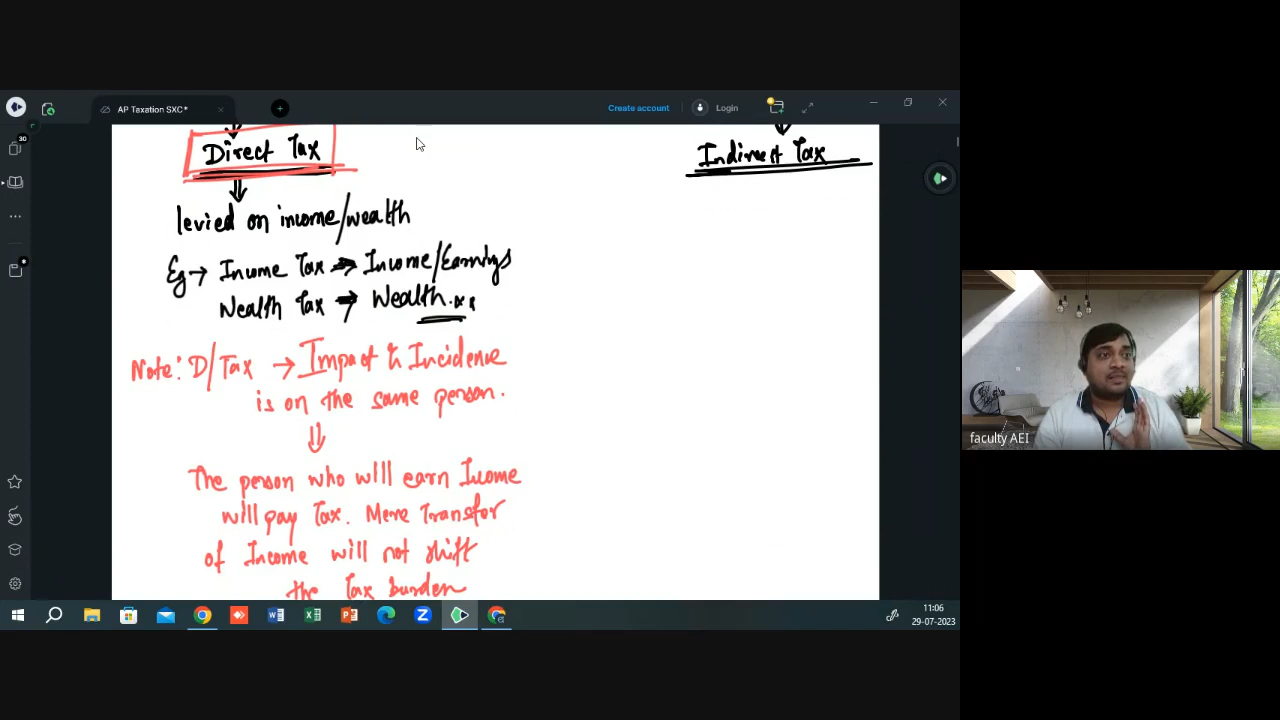 AP Taxation SXC*
Create account
Login
30
Direct Tax
Indirect Tax
levied on income/wealth
Eg → Income Tax → Income/Earnings
Wealth Tax → Wealth.xx
Note: D/Tax → Impact & Incidence
is on the same person.
The person who will earn Income
will pay Tax. Mere Transfer
of Income will not shift
the Tax burden
faculty AEI
11:06
29-07-2023